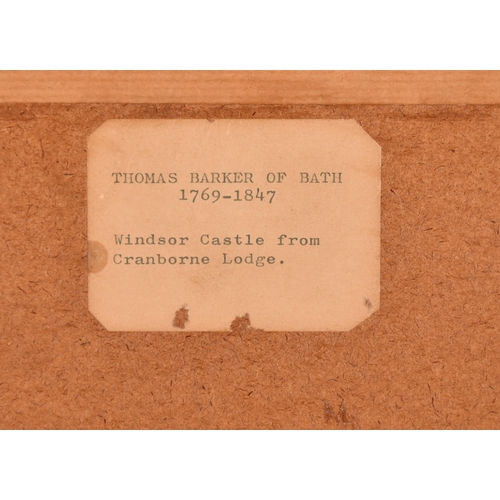 THOMAS BARKER OF BATH
1769-1847
Windsor Castle from
Cranborne Lodge.